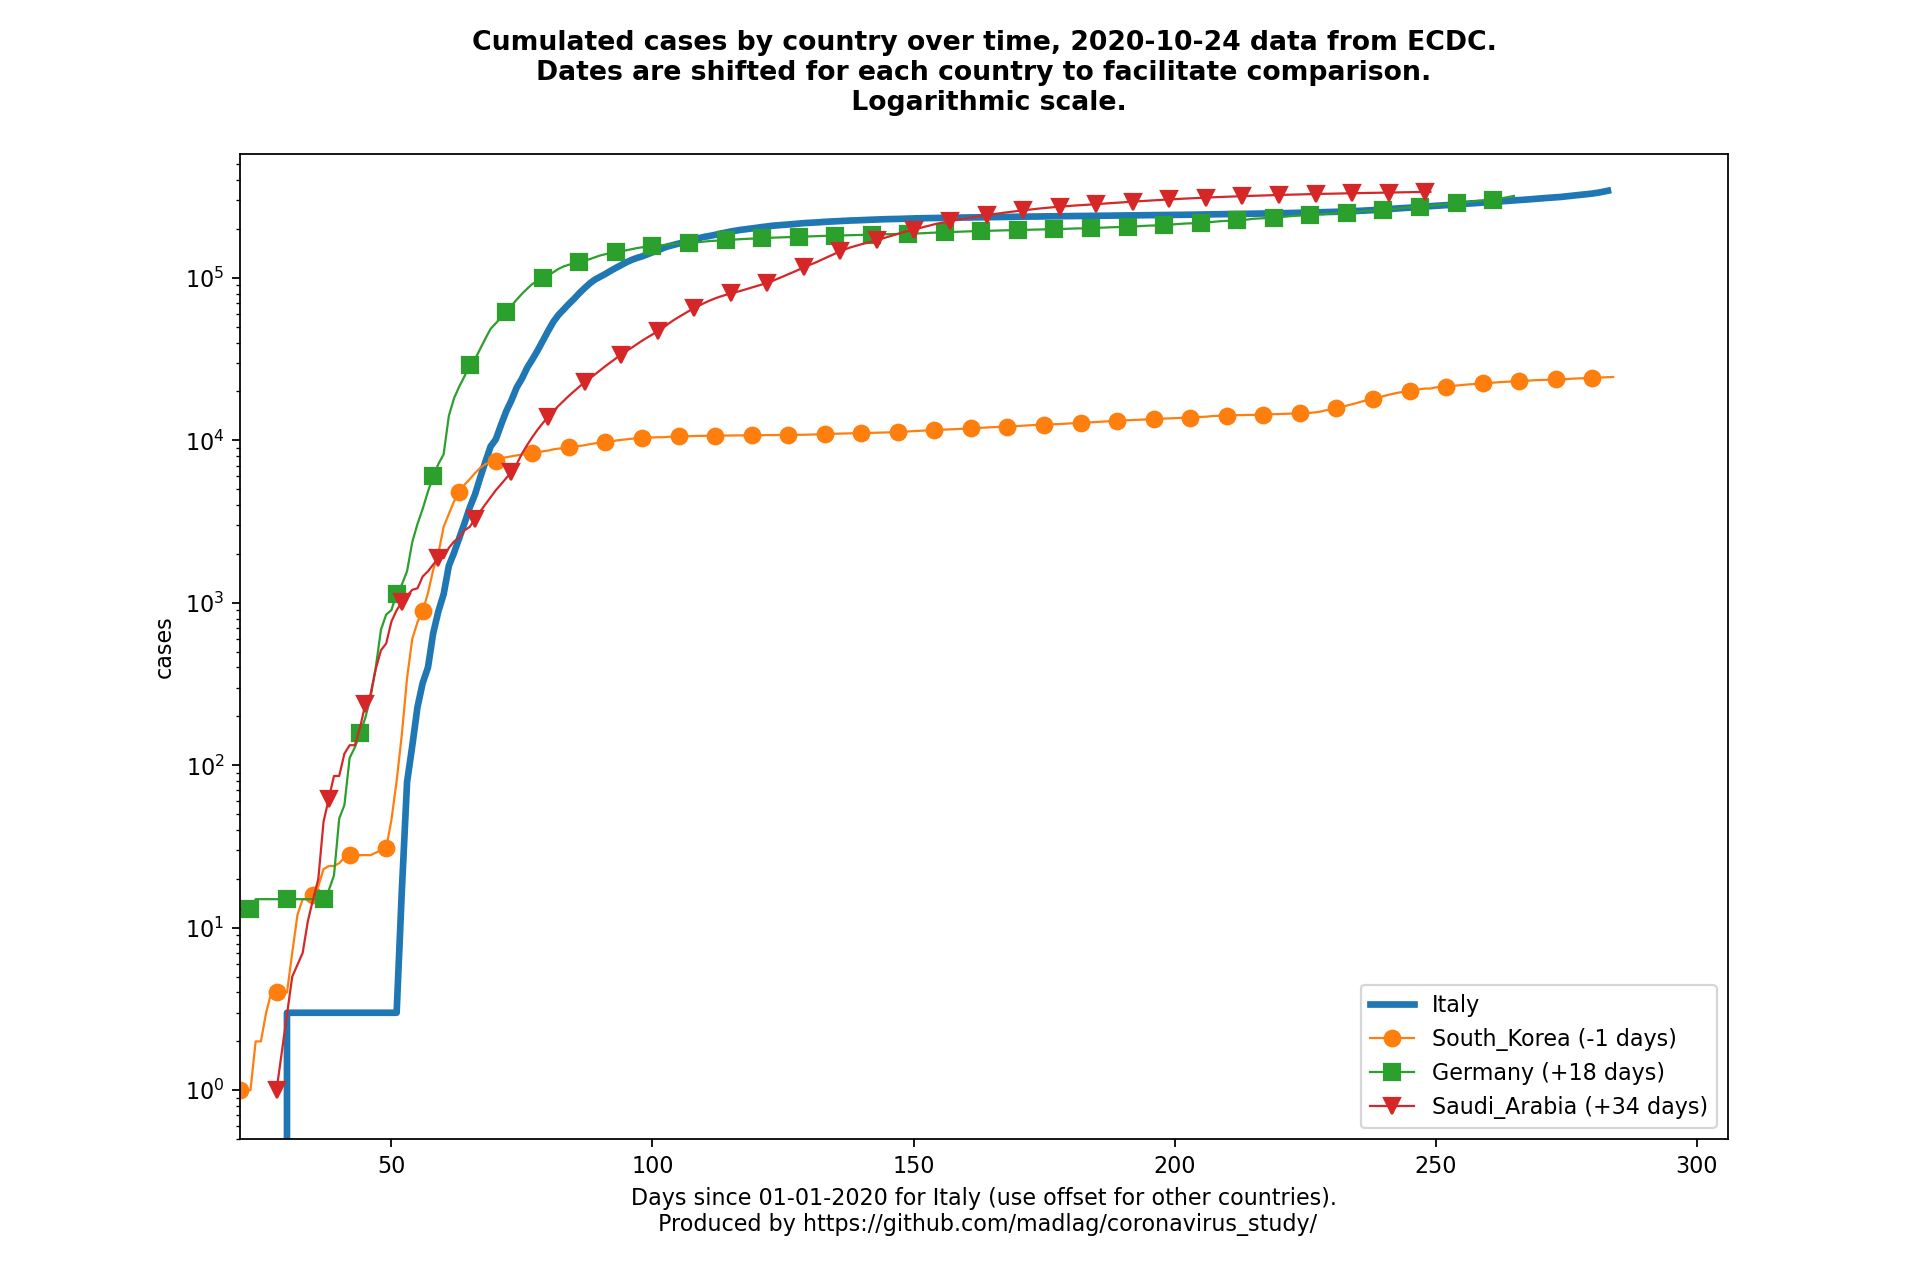 Cumulated cases by country over time, 2020-10-24 data from ECDC.
Dates are shifted for each country to facilitate comparison.
Logarithmic scale.
10^5
10^4
10^3
10^2
10^1
10^0
cases
Italy
South_Korea (-1 days)
Germany (+18 days)
Saudi_Arabia (+34 days)
50 100 150 200 250 300
Days since 01-01-2020 for Italy (use offset for other countries).
Produced by https://github.com/madlag/coronavirus_study/